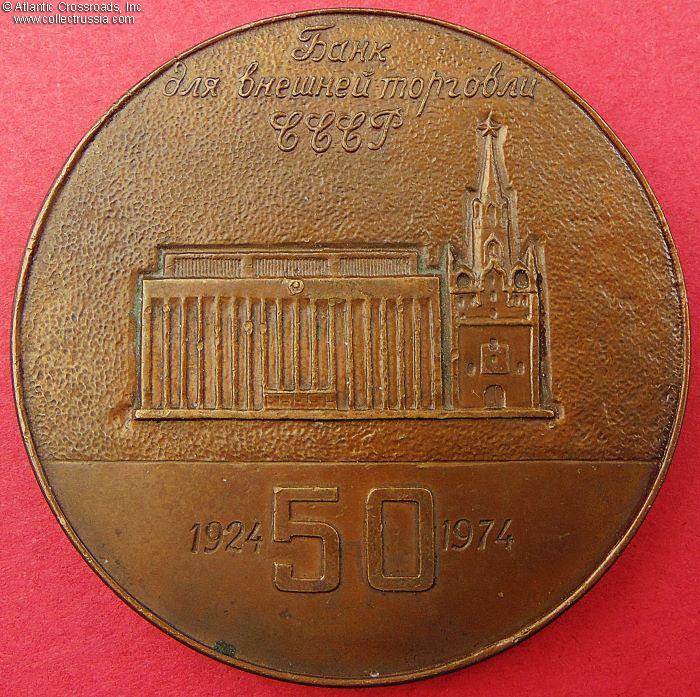 © Atlantic Crossroads, Inc.
www.collectrussia.com
Банк
для внешней торговли
СССР
1924 50 1974